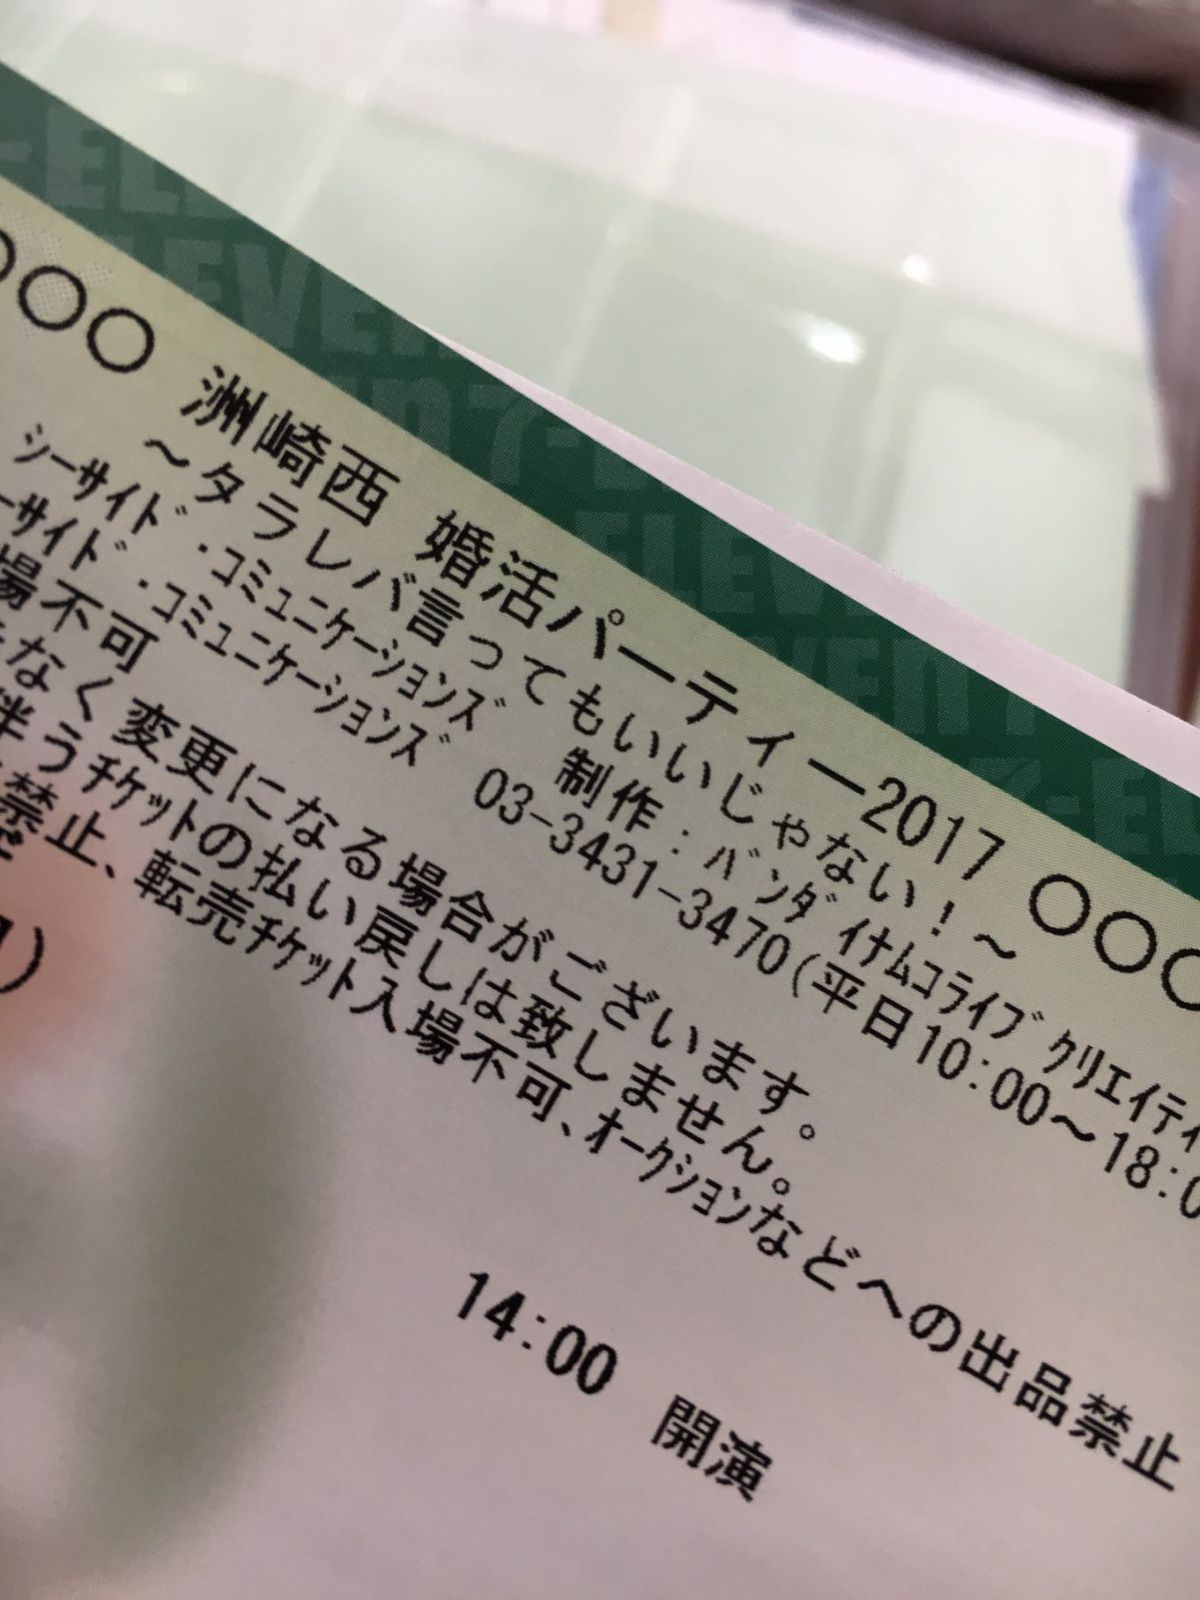 ○○○ 洲崎西 婚活パーティー2017 ○○○
～タラレバ言ってもいいじゃない！～
ｼｰｻｲﾄﾞ･ｺﾐｭﾆｹｰｼｮﾝｽﾞ 制作：ﾊﾞﾝﾀﾞｲﾅﾑｺﾗｲﾌﾞｸﾘｴｲﾃｨ
ｰｻｲﾄﾞ･ｺﾐｭﾆｹｰｼｮﾝｽﾞ 03-3431-3470(平日10:00～18:0
場不可
なく変更になる場合がございます。
伴うﾁｹｯﾄの払い戻しは致しません。
禁止、転売ﾁｹｯﾄ入場不可、ｵｰｸｼｮﾝなどへの出品禁止
14:00 開演
-ELEVEN 7-ELEVEN 7-EL